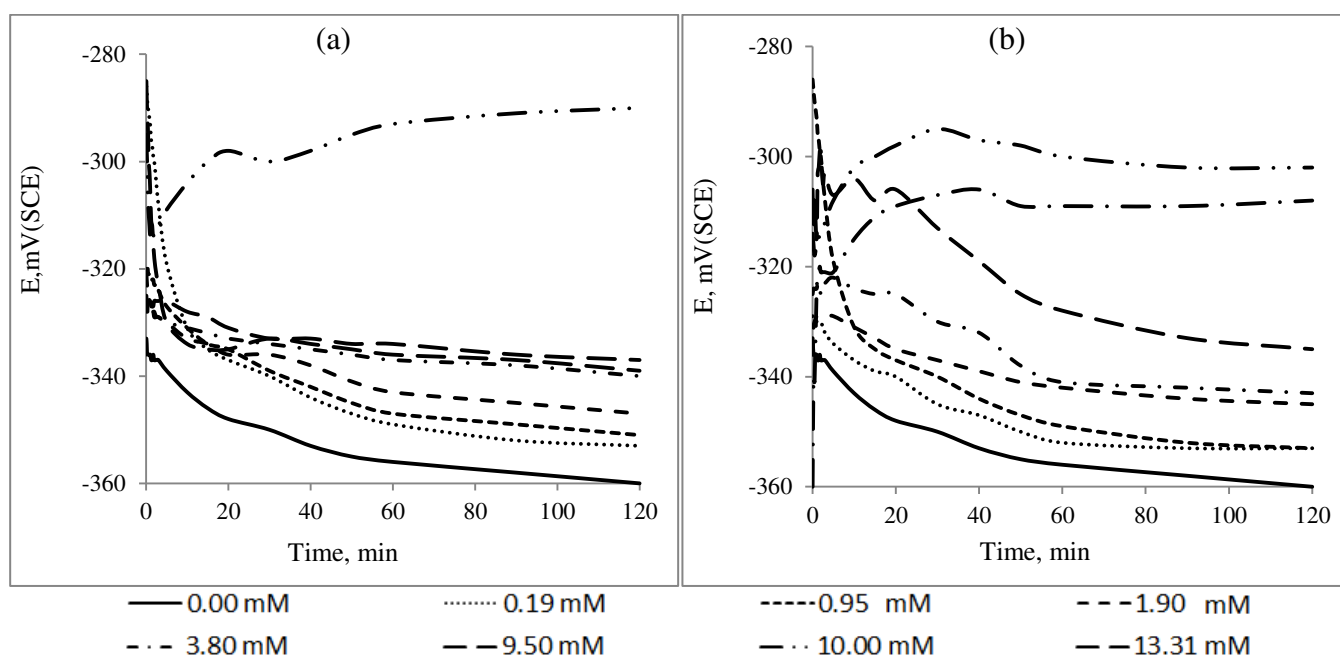 (a)
-280
-300
-320
-340
-360
E,mV(SCE)
0 20 40 60 80 100 120
Time, min
(b)
-280
-300
-320
-340
-360
E, mV(SCE)
0 20 40 60 80 100 120
Time, min
0.00 mM 0.19 mM 0.95 mM 1.90 mM
3.80 mM 9.50 mM 10.00 mM 13.31 mM